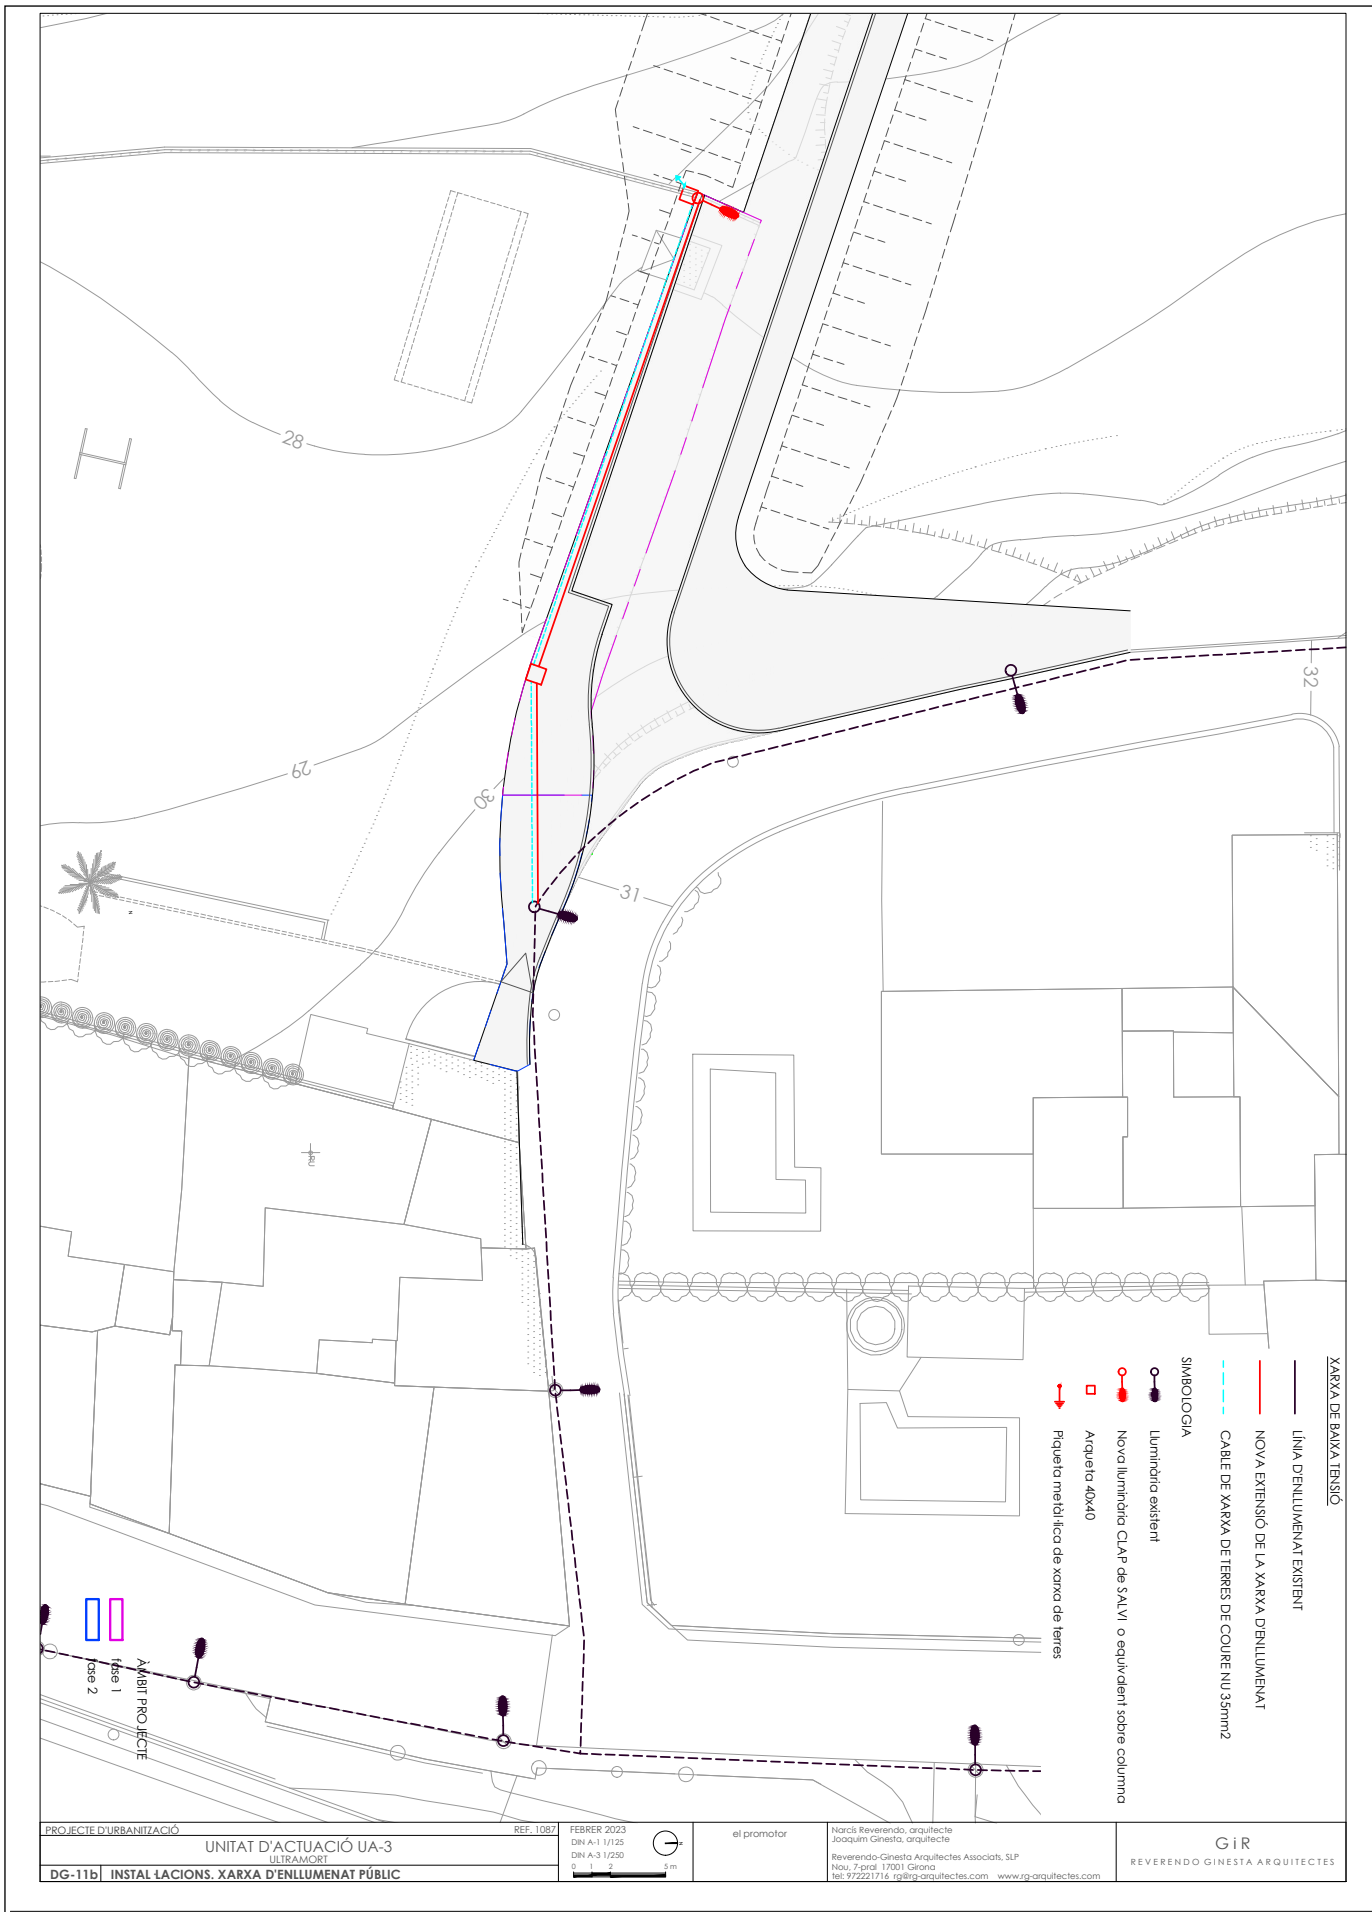 28
29
30
31
32
RU
N
XARXA DE BAIXA TENSIÓ
LÍNIA D'ENLLUMENAT EXISTENT
NOVA EXTENSIÓ DE LA XARXA D'ENLLUMENAT
CABLE DE XARXA DE TERRES DE COURE NU 35mm2
SIMBOLOGIA
Lluminària existent
Nova lluminària CLAP de SALVI o equivalent sobre columna
Arqueta 40x40
Piqueta metàl·lica de xarxa de terres
ÀMBIT PROJECTE
fase 1
fase 2
PROJECTE D'URBANITZACIÓ
REF. 1087
UNITAT D'ACTUACIÓ UA-3
ULTRAMORT
DG-11b INSTAL·LACIONS. XARXA D'ENLLUMENAT PÚBLIC
FEBRER 2023
DIN A-1 1/125
DIN A-3 1/250
N
0 1 2 5 m
el promotor
Narcís Reverendo, arquitecte
Joaquim Ginesta, arquitecte
Reverendo-Ginesta Arquitectes Associats, SLP
Nou, 7-pral 17001 Girona
tel: 972221716 rg@rg-arquitectes.com www.rg-arquitectes.com
GiR
REVERENDO GINESTA ARQUITECTES